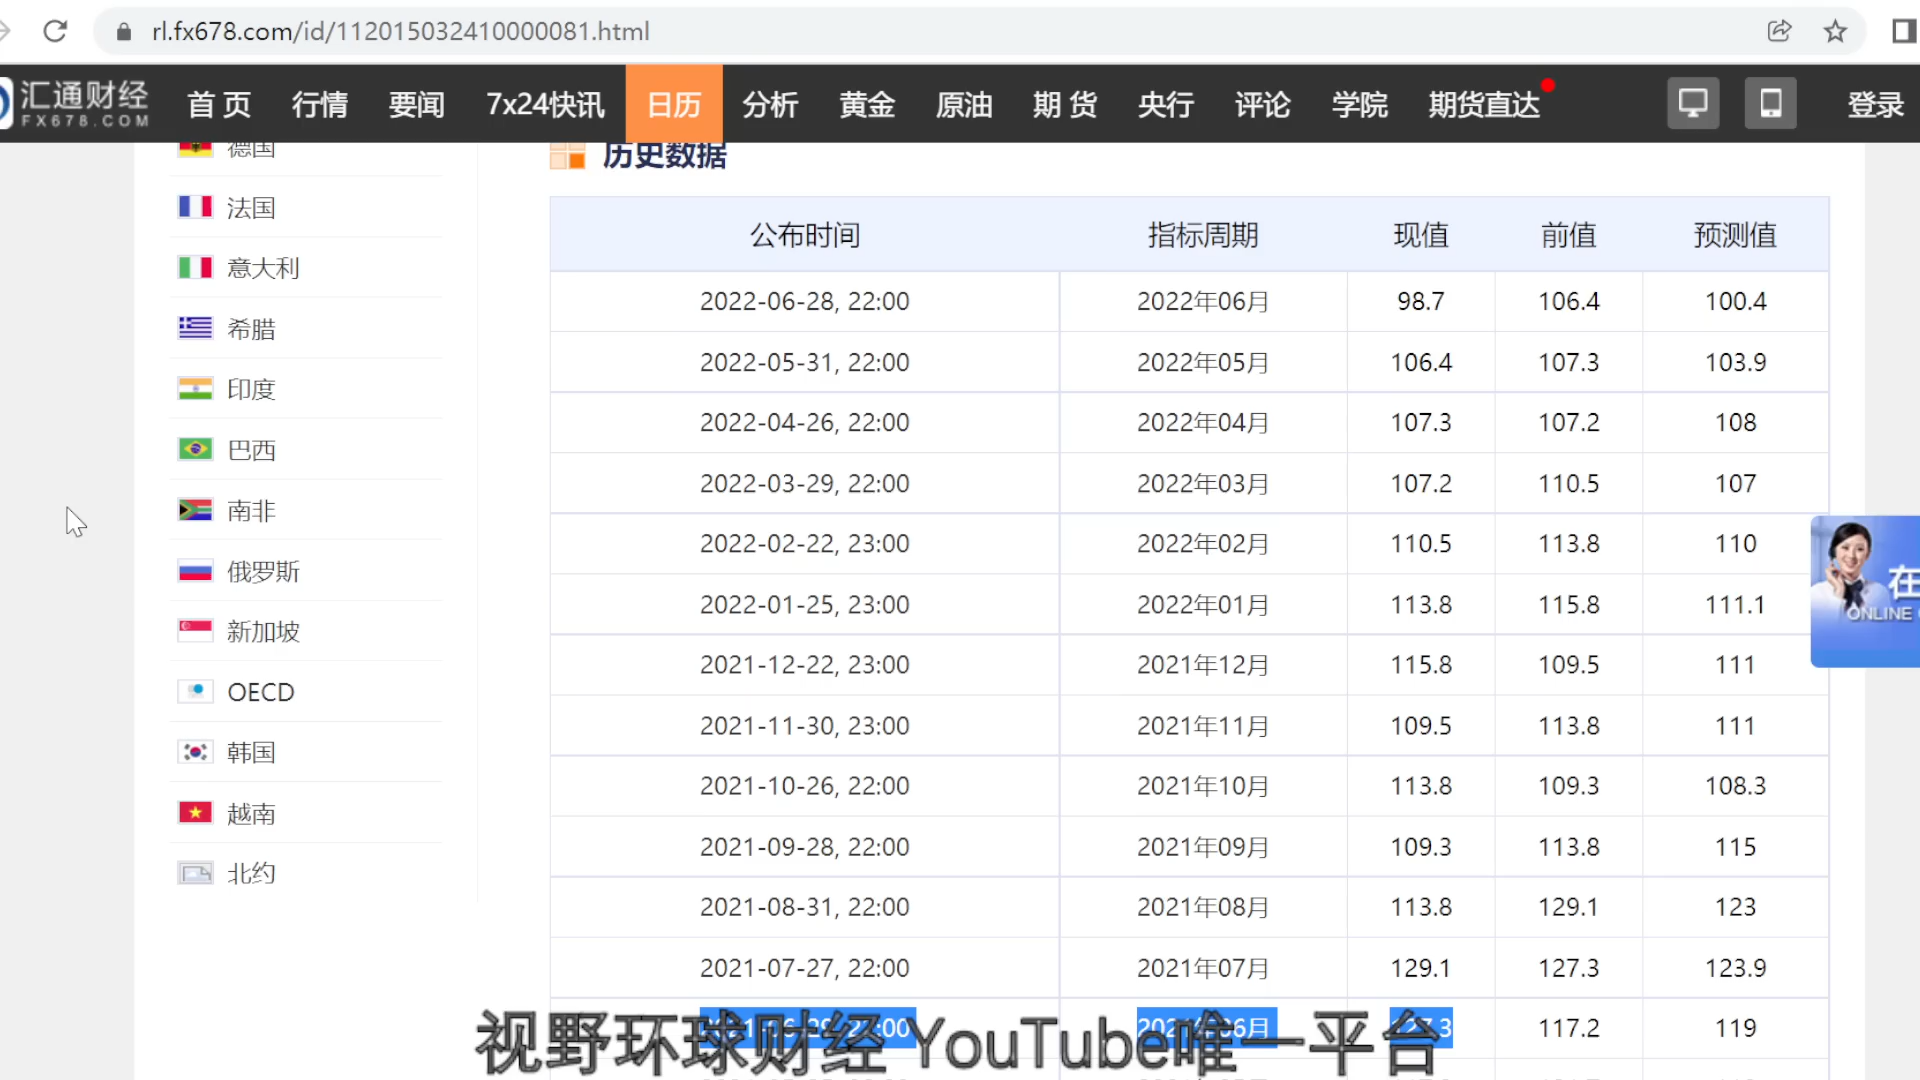 rl.fx678.com/id/112015032410000081.html
汇通财经
FX678.COM
首页 行情 要闻 7x24快讯 日历 分析 黄金 原油 期货 央行 评论 学院 期货直达 登录
德国
法国
意大利
希腊
印度
巴西
南非
俄罗斯
新加坡
OECD
韩国
越南
北约
历史数据
公布时间 指标周期 现值 前值 预测值
2022-06-28, 22:00 2022年06月 98.7 106.4 100.4
2022-05-31, 22:00 2022年05月 106.4 107.3 103.9
2022-04-26, 22:00 2022年04月 107.3 107.2 108
2022-03-29, 22:00 2022年03月 107.2 110.5 107
2022-02-22, 23:00 2022年02月 110.5 113.8 110
2022-01-25, 23:00 2022年01月 113.8 115.8 111.1
2021-12-22, 23:00 2021年12月 115.8 109.5 111
2021-11-30, 23:00 2021年11月 109.5 113.8 111
2021-10-26, 22:00 2021年10月 113.8 109.3 108.3
2021-09-28, 22:00 2021年09月 109.3 113.8 115
2021-08-31, 22:00 2021年08月 113.8 129.1 123
2021-07-27, 22:00 2021年07月 129.1 127.3 123.9
117.2 119
在
ONLINE
视野环球财经 YouTube唯一平台